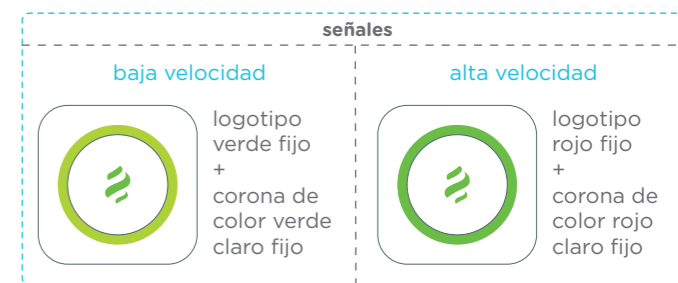 señales
baja velocidad
logotipo
verde fijo
+
corona de
color verde
claro fijo
alta velocidad
logotipo
rojo fijo
+
corona de
color rojo
claro fijo